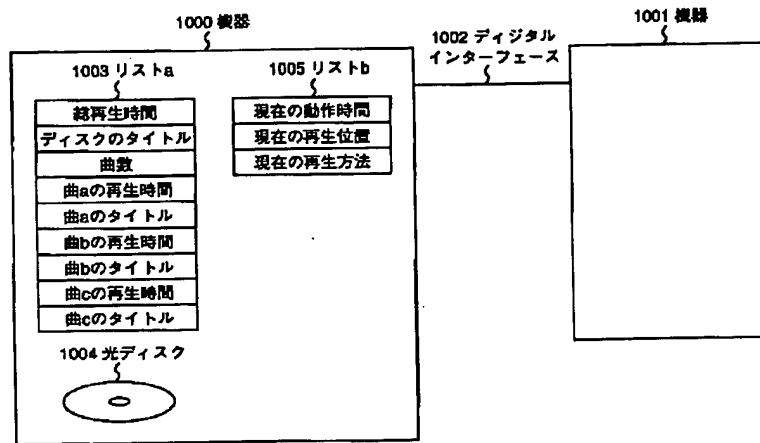 1000 機器
1001 機器
1002 ディジタル
インターフェース
1003 リストa
1005 リストb
総再生時間
ディスクのタイトル
曲数
曲aの再生時間
曲aのタイトル
曲bの再生時間
曲bのタイトル
曲cの再生時間
曲cのタイトル
現在の動作時間
現在の再生位置
現在の再生方法
1004 光ディスク